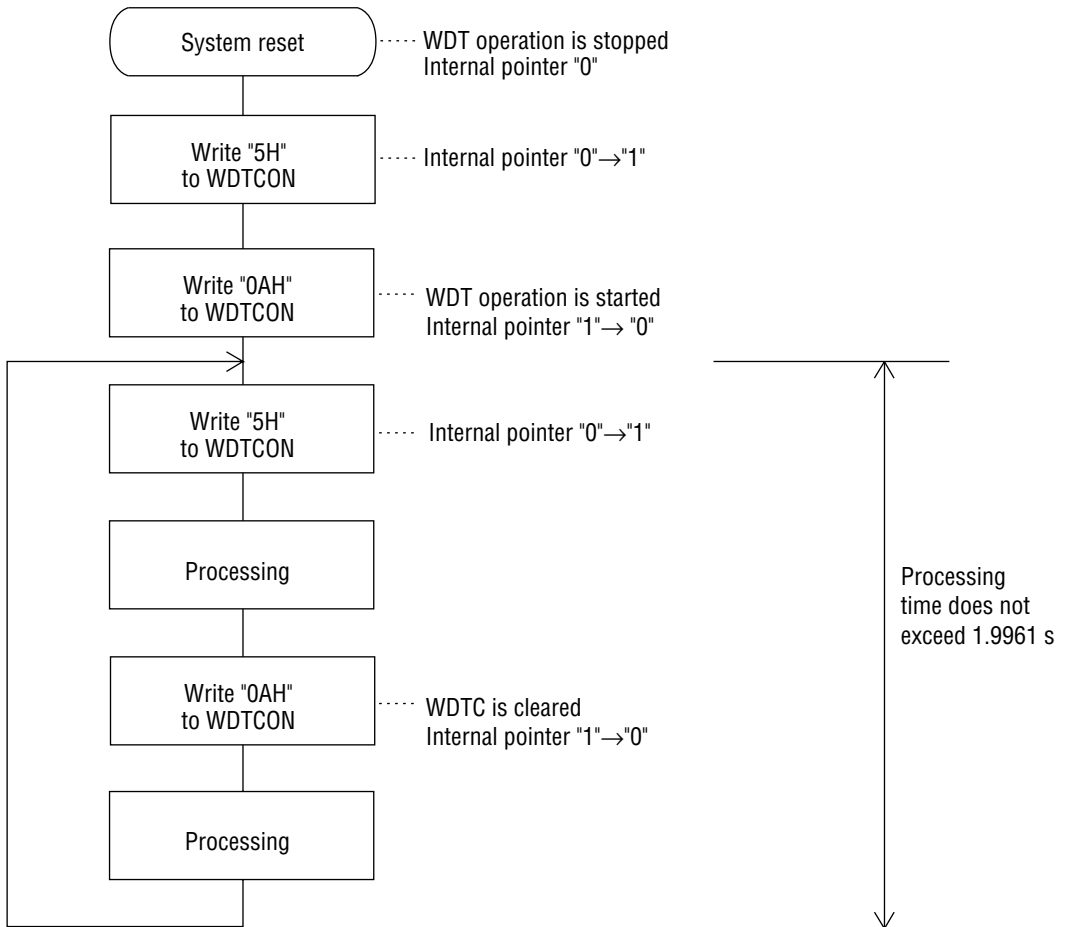 System reset
WDT operation is stopped
Internal pointer "0"
Write "5H"
to WDTCON
Internal pointer "0"→"1"
Write "0AH"
to WDTCON
WDT operation is started
Internal pointer "1"→ "0"
Write "5H"
to WDTCON
Internal pointer "0"→"1"
Processing
Processing
time does not
exceed 1.9961 s
Write "0AH"
to WDTCON
WDTC is cleared
Internal pointer "1"→"0"
Processing